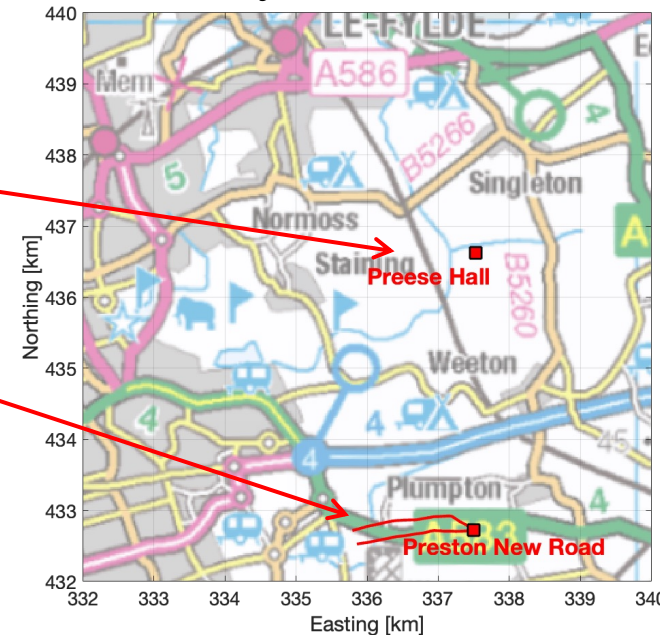 440
LE-FYLDE
E
439
Mem
A586
4
B5266
438
5
Singleton
437
Normoss
A
Staining
Preese Hall
B5260
436
Northing [km]
435
Weeton
4
4
434
4
45
Plumpton
4
433
A583
Preston New Road
432
332 333 334 335 336 337 338 339 340
Easting [km]